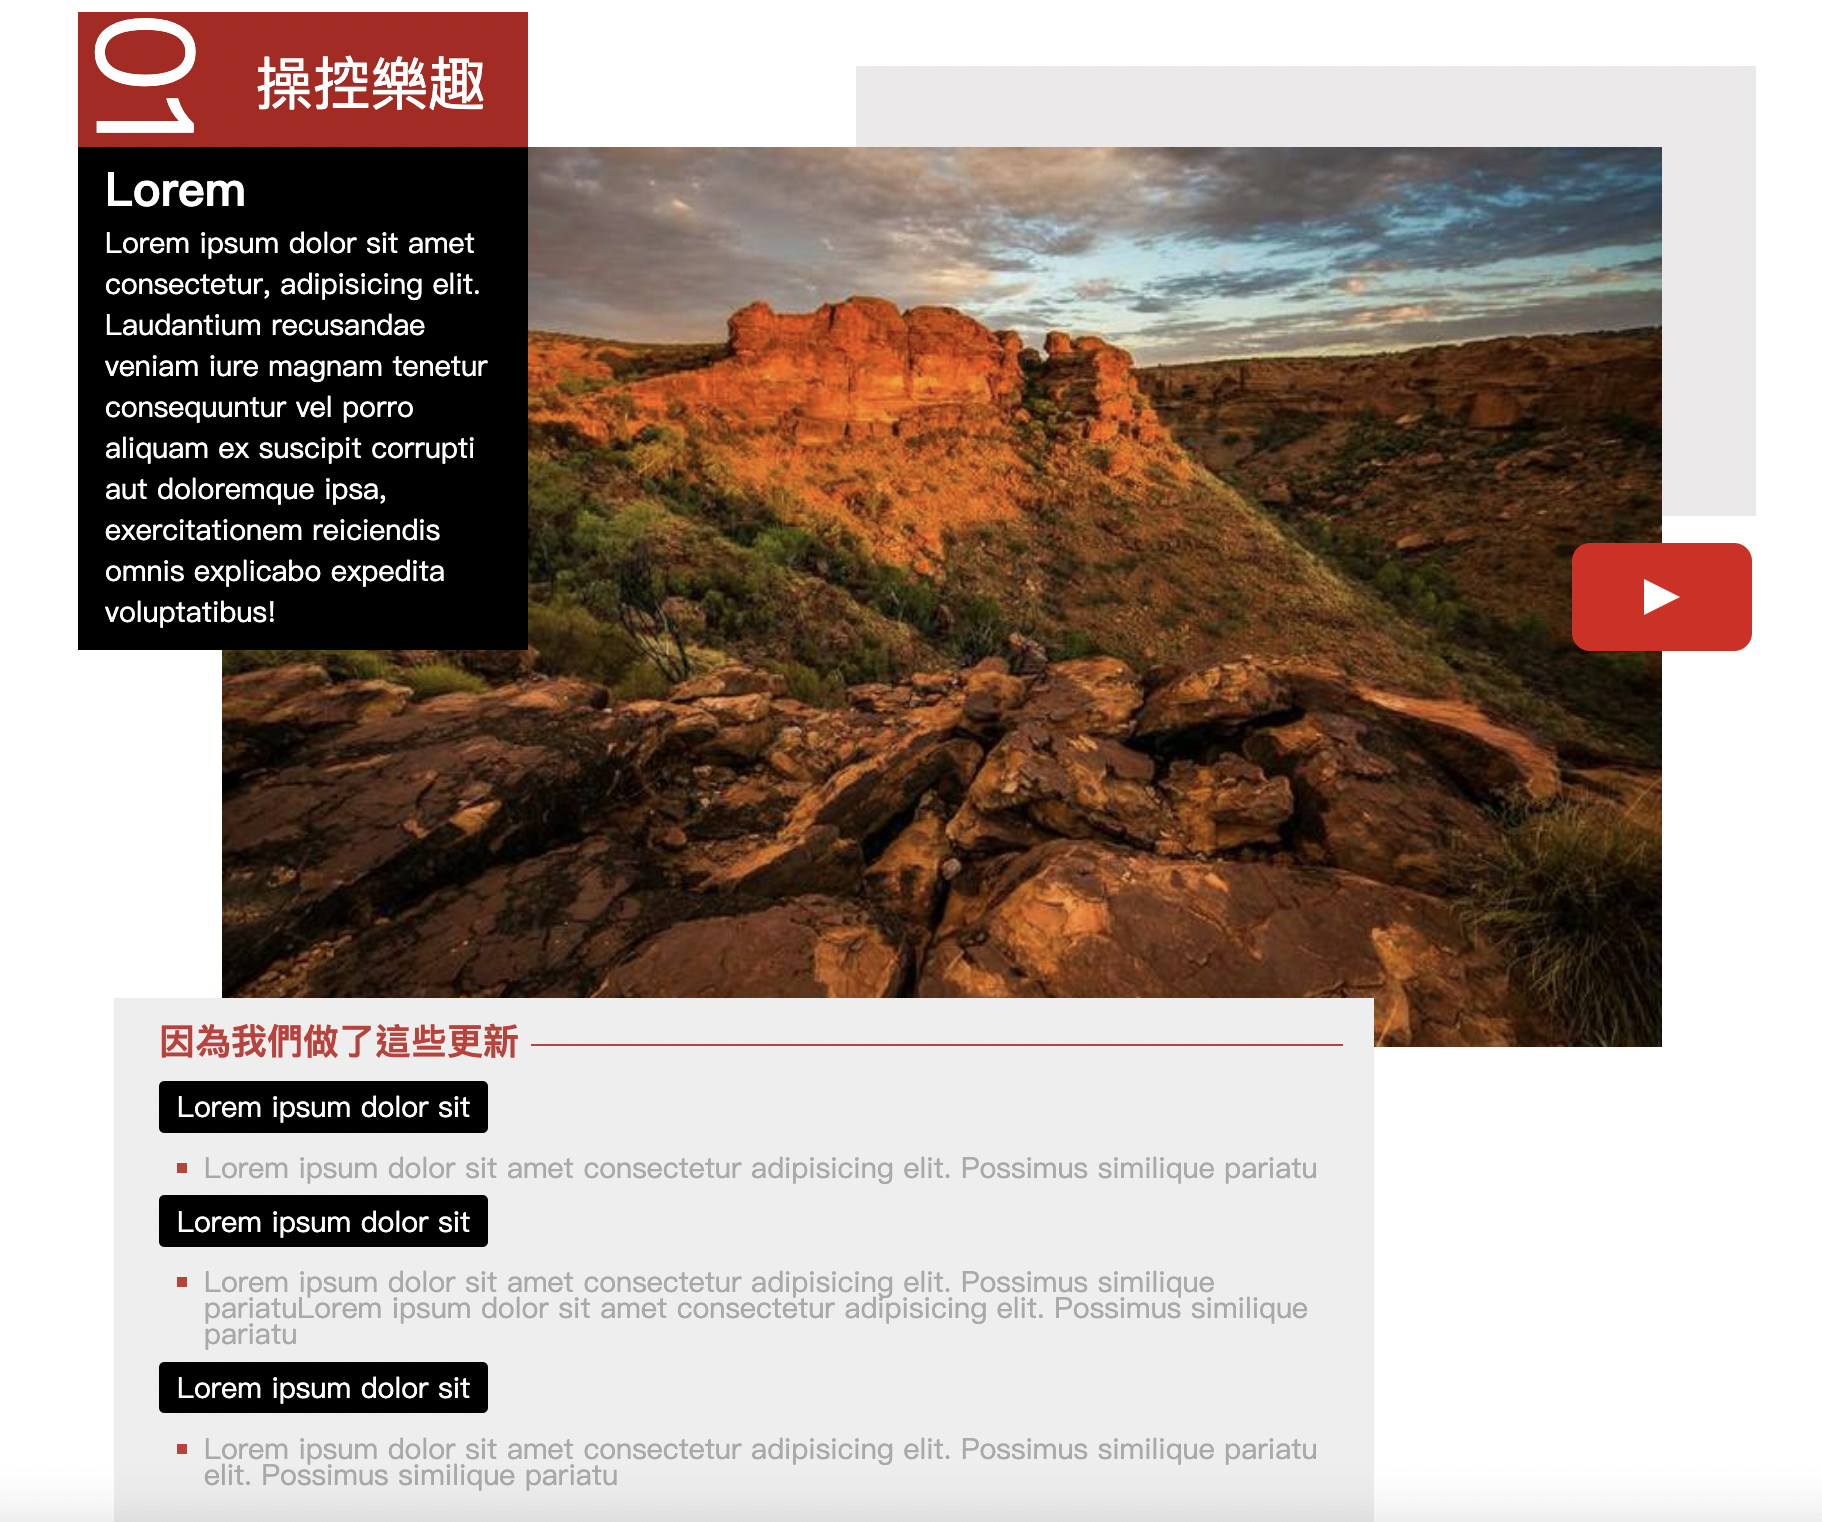 01
操控樂趣
Lorem
Lorem ipsum dolor sit amet
consectetur, adipisicing elit.
Laudantium recusandae
veniam iure magnam tenetur
consequuntur vel porro
aliquam ex suscipit corrupti
aut doloremque ipsa,
exercitationem reiciendis
omnis explicabo expedita
voluptatibus!
因為我們做了這些更新
Lorem ipsum dolor sit
Lorem ipsum dolor sit amet consectetur adipisicing elit. Possimus similique pariatu
Lorem ipsum dolor sit
Lorem ipsum dolor sit amet consectetur adipisicing elit. Possimus similique
pariatuLorem ipsum dolor sit amet consectetur adipisicing elit. Possimus similique
pariatu
Lorem ipsum dolor sit
Lorem ipsum dolor sit amet consectetur adipisicing elit. Possimus similique pariatu
elit. Possimus similique pariatu